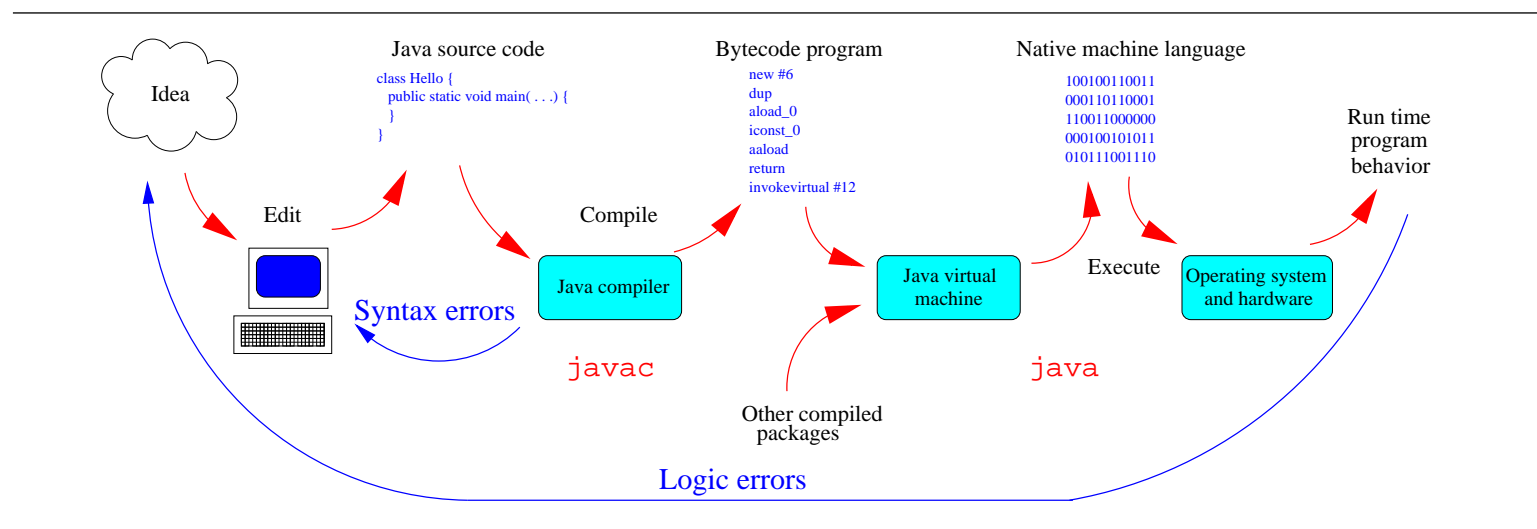 Idea
Edit
Java source code
class Hello {
public static void main( . . .) {
}
}
Syntax errors
Compile
Java compiler
javac
Bytecode program
new #6
dup
aload_0
iconst_0
aaload
return
invokevirtual #12
Other compiled
packages
Java virtual
machine
java
Native machine language
100100110011
000110110001
110011000000
000100101011
010111001110
Execute
Operating system
and hardware
Run time
program
behavior
Logic errors